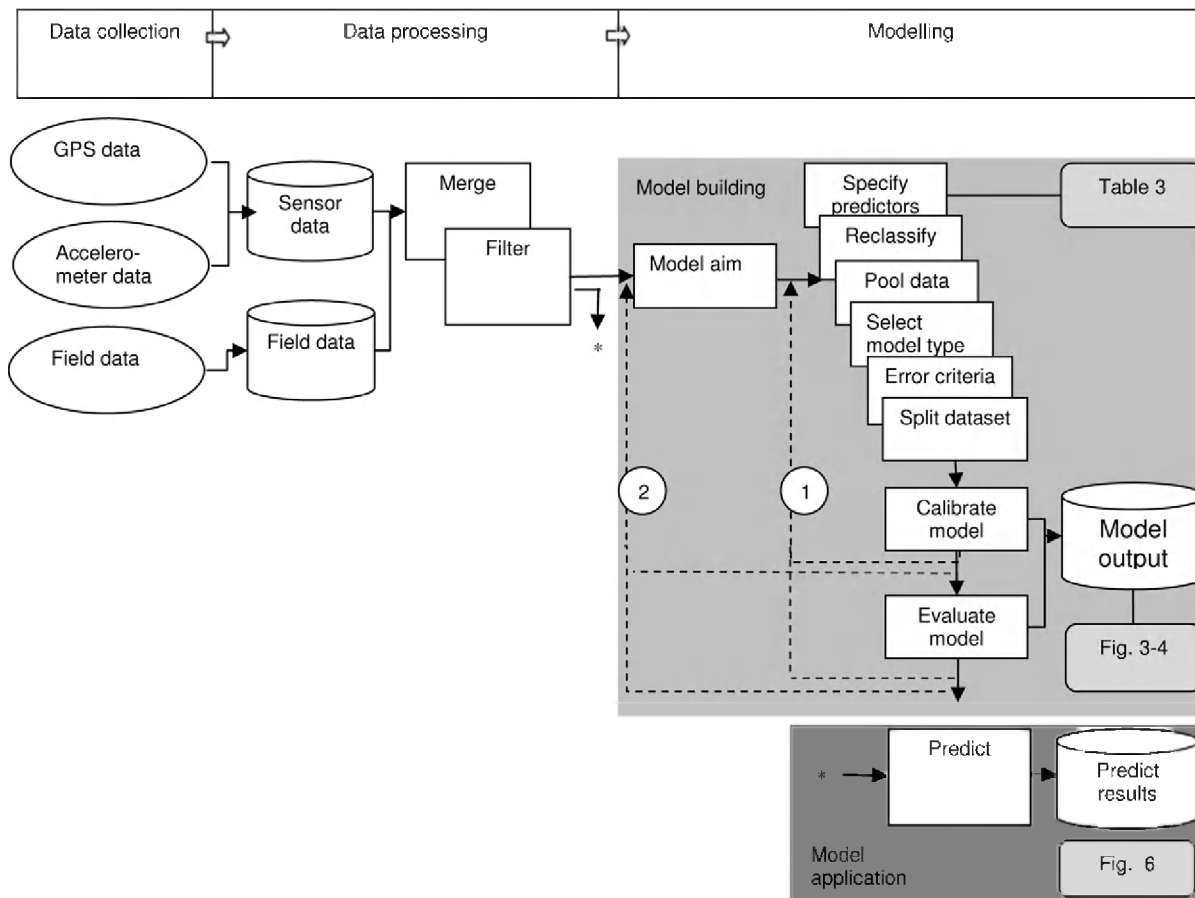 Data collection
Data processing
Modelling
GPS data
Accelero-
meter data
Field data
Sensor
data
Field data
Merge
Filter
*
Model building
Model aim
Specify
predictors
Reclassify
Pool data
Select
model type
Error criteria
Split dataset
Table 3
2
1
Calibrate
model
Evaluate
model
Model
output
Fig. 3-4
*
Predict
Predict
results
Model
application
Fig. 6